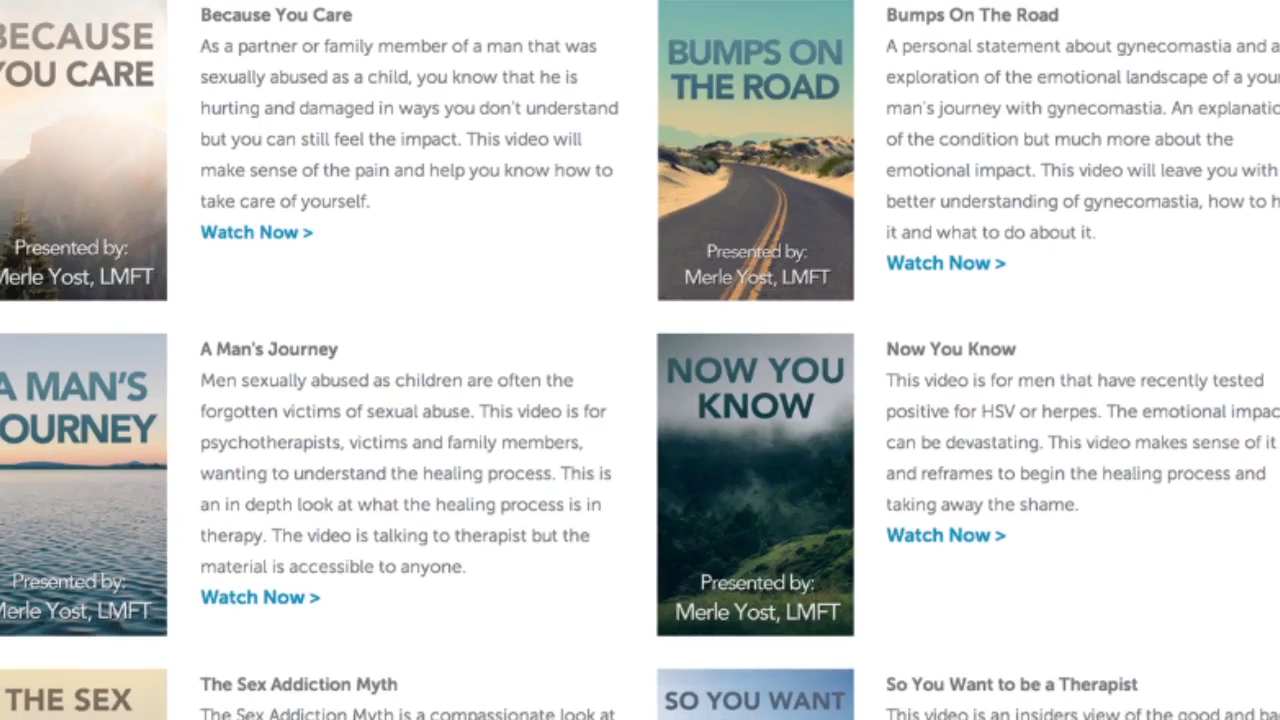 BECAUSE
YOU CARE
Presented by:
Merle Yost, LMFT
Because You Care
As a partner or family member of a man that was
sexually abused as a child, you know that he is
hurting and damaged in ways you don't understand
but you can still feel the impact. This video will
make sense of the pain and help you know how to
take care of yourself.
Watch Now >
BUMPS ON
THE ROAD
Presented by:
Merle Yost, LMFT
Bumps On The Road
A personal statement about gynecomastia and a
exploration of the emotional landscape of a
man's journey with gynecomastia. An
of the condition but much more about the
emotional impact. This video will leave you with
better understanding of gynecomastia, how to
it and what to do about it.
Watch Now >
A MAN'S
JOURNEY
Presented by:
Merle Yost, LMFT
A Man's Journey
Men sexually abused as children are often the
forgotten victims of sexual abuse. This video is for
psychotherapists, victims and family members,
wanting to understand the healing process. This is
an in depth look at what the healing process is in
therapy. The video is talking to therapist but the
material is accessible to anyone.
Watch Now >
NOW YOU
KNOW
Presented by:
Merle Yost, LMFT
Now You Know
This video is for men that have recently tested
positive for HSV or herpes. The emotional
can be devastating. This video makes sense of it
and reframes to begin the healing process and
taking away the shame.
Watch Now >
THE SEX
The Sex Addiction Myth
The Sex Addiction Myth is a compassionate look at
SO YOU WANT
So You Want to be a Therapist
This video is an insiders view of the good and